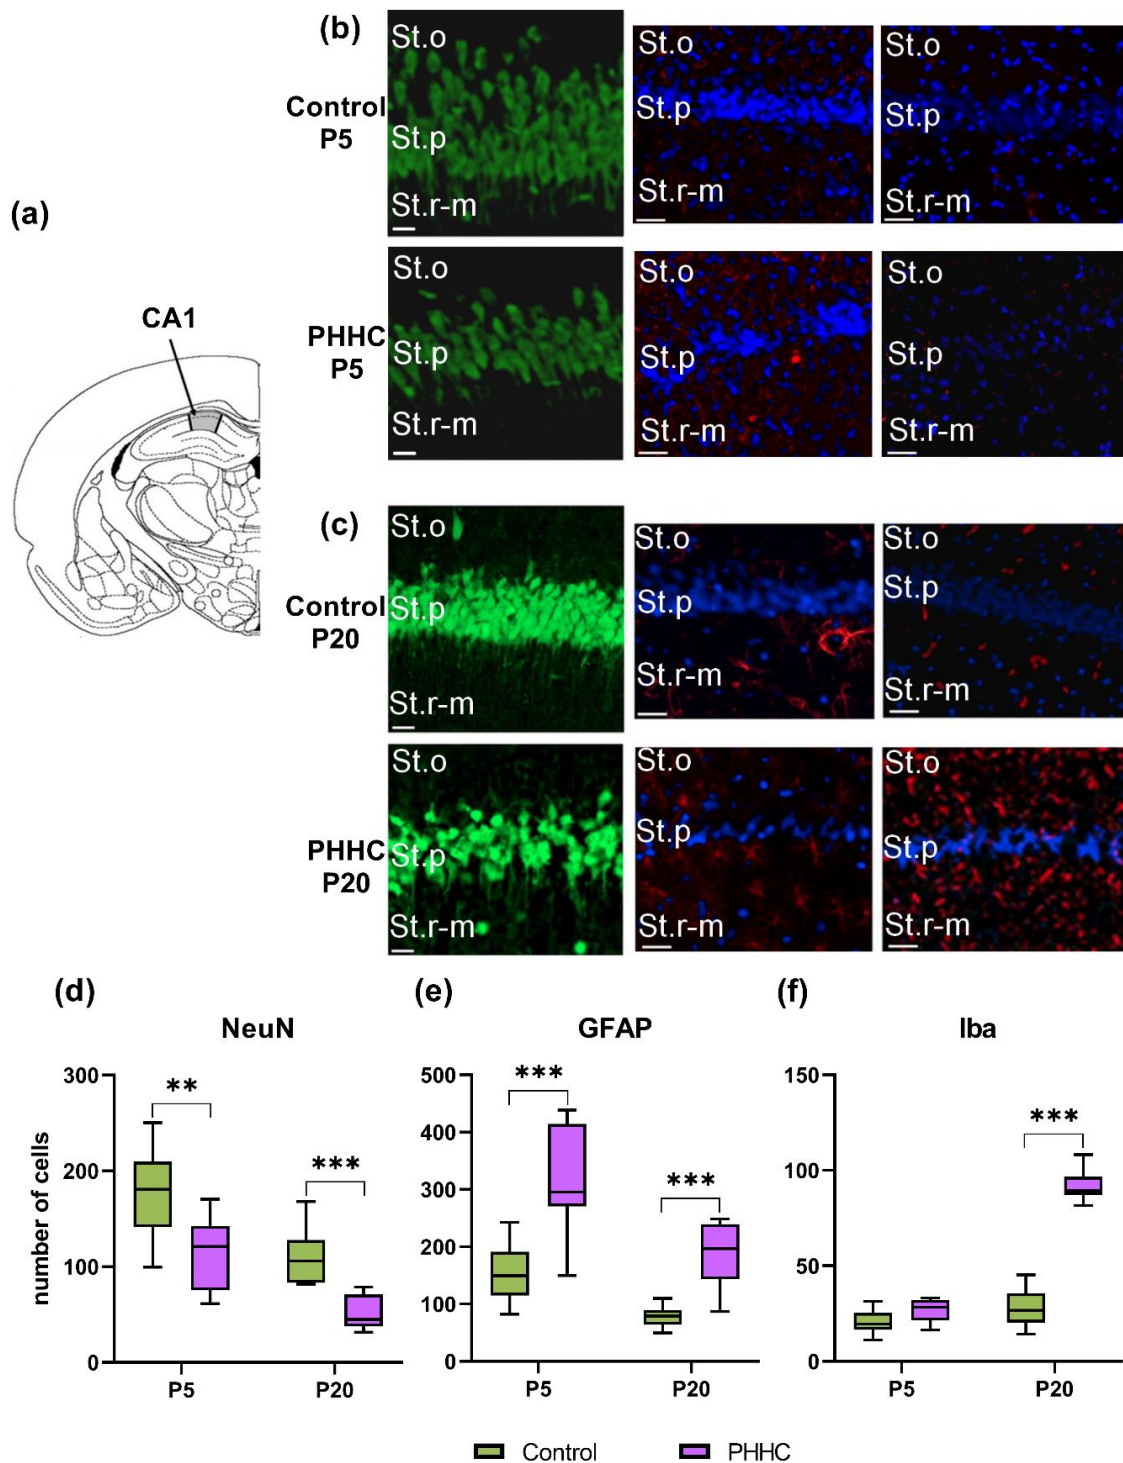 (a)
CA1
(b)
Control
P5
St.o
St.p
St.r-m
St.o
St.p
St.r-m
St.o
St.p
St.r-m
PHHC
P5
St.o
St.p
St.r-m
St.o
St.p
St.r-m
St.o
St.p
St.r-m
(c)
Control
P20
St.o
St.p
St.r-m
St.o
St.p
St.r-m
St.o
St.p
St.r-m
PHHC
P20
St.o
St.p
St.r-m
St.o
St.p
St.r-m
St.o
St.p
St.r-m
(d)
NeuN
number of cells
300
200
100
0
**
***
P5
P20
(e)
GFAP
500
400
300
200
100
0
***
***
P5
P20
(f)
Iba
150
100
50
0
***
P5
P20
Control
PHHC